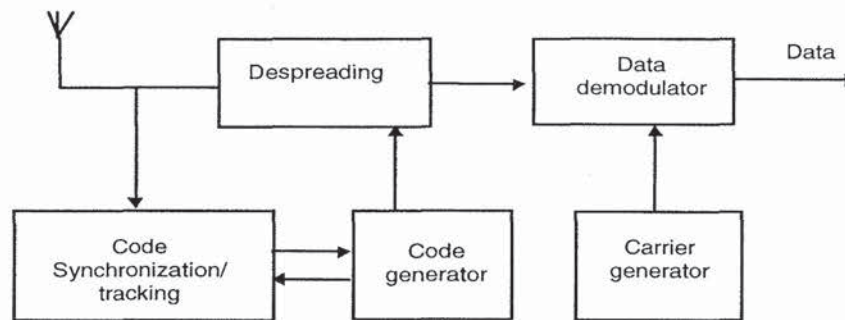 Despreading
Data
demodulator
Data
Code
Synchronization/
tracking
Code
generator
Carrier
generator